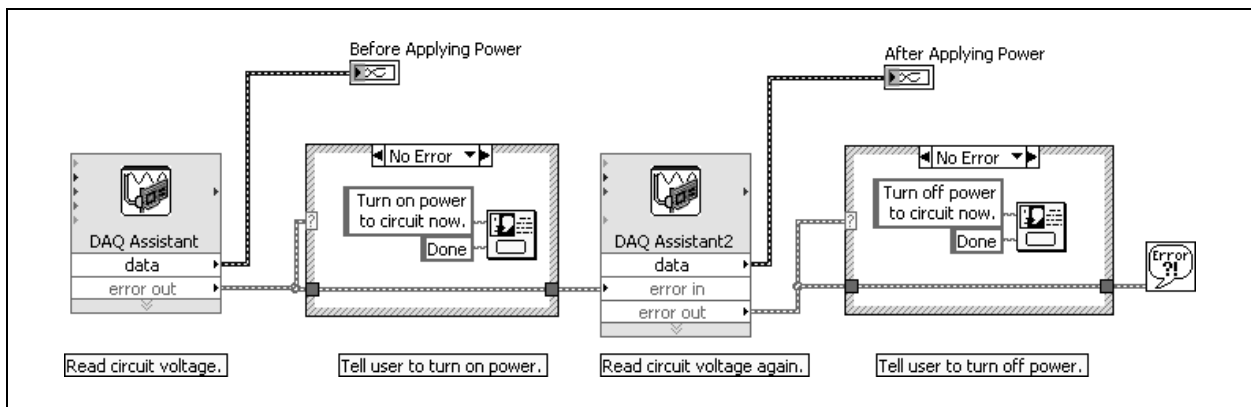 Before Applying Power
After Applying Power
No Error
Turn on power
to circuit now.
Done
DAQ Assistant
data
error out
?
No Error
Turn off power
to circuit now.
Done
DAQ Assistant2
data
error in
error out
?
Error
?!
Read circuit voltage.
Tell user to turn on power.
Read circuit voltage again.
Tell user to turn off power.